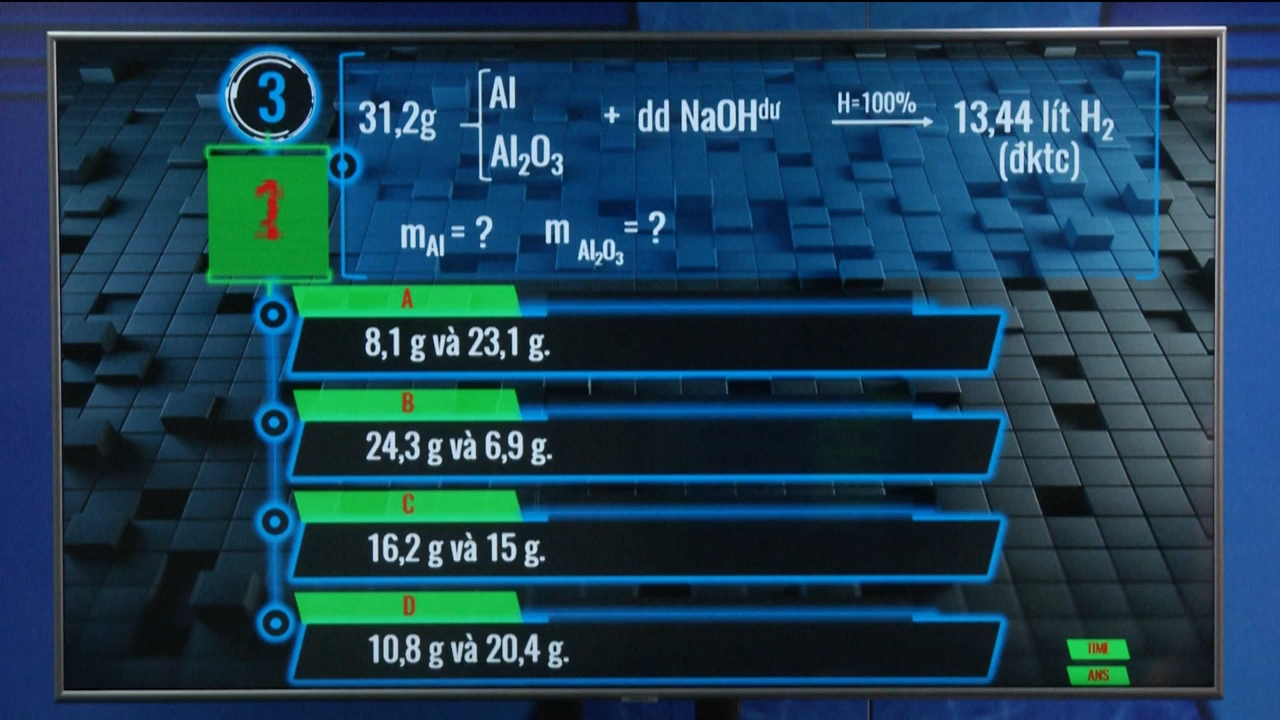 3
31,2g Al + dd NaOHdư H=100% 13,44 lít H2
Al2O3 (đktc)
mAl = ? mAl2O3 = ?
A
8,1 g và 23,1 g.
B
24,3 g và 6,9 g.
C
16,2 g và 15 g.
D
10,8 g và 20,4 g.
TIME
ANS